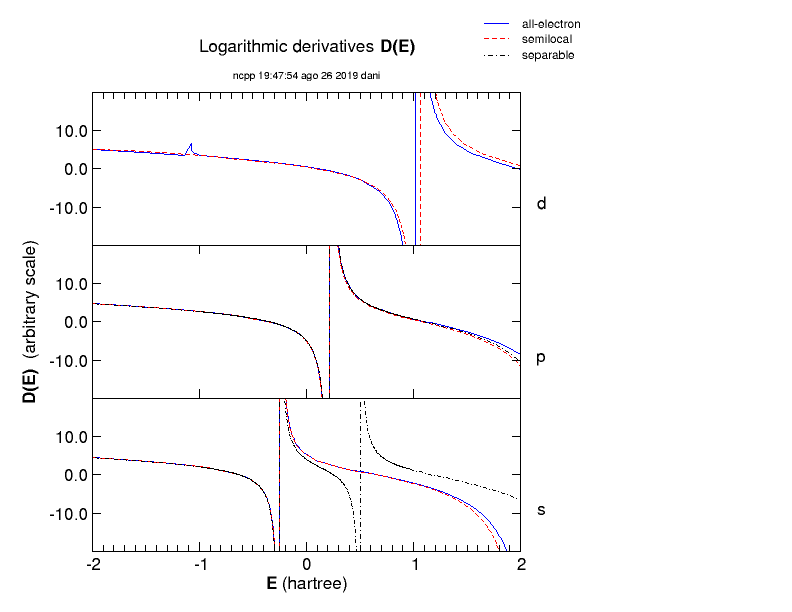 all-electron
semilocal
separable
Logarithmic derivatives D(E)
ncpp 19:47:54 ago 26 2019 dani
10.0
0.0
-10.0
d
10.0
0.0
-10.0
p
10.0
0.0
-10.0
s
D(E) (arbitrary scale)
-2 -1 0 1 2
E (hartree)